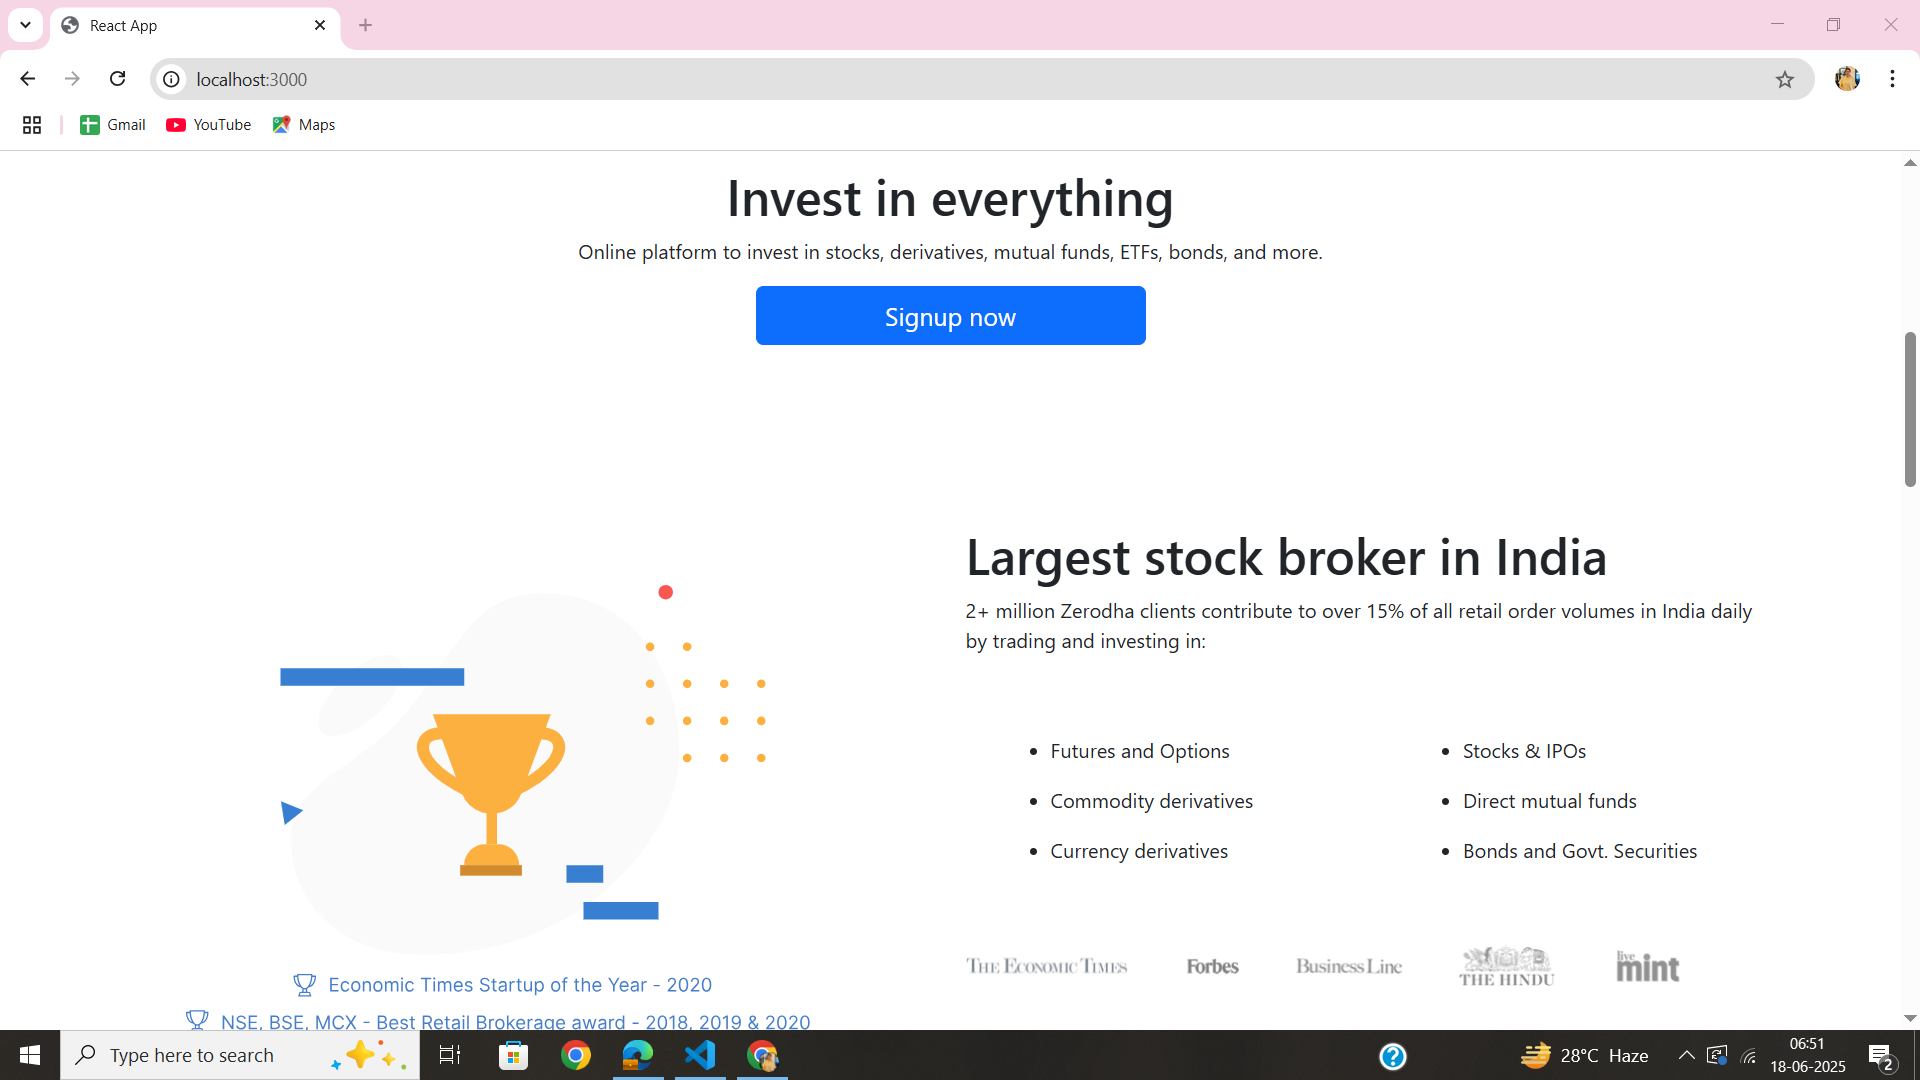 React App
localhost:3000
Gmail
YouTube
Maps
Invest in everything
Online platform to invest in stocks, derivatives, mutual funds, ETFs, bonds, and more.
Signup now
Largest stock broker in India
2+ million Zerodha clients contribute to over 15% of all retail order volumes in India daily
by trading and investing in:
Futures and Options
Commodity derivatives
Currency derivatives
Stocks & IPOs
Direct mutual funds
Bonds and Govt. Securities
THE ECONOMIC TIMES
Forbes
BusinessLine
THE HINDU
live
mint
Economic Times Startup of the Year - 2020
NSE, BSE, MCX - Best Retail Brokerage award - 2018, 2019 & 2020
Type here to search
28°C Haze
06:51
18-06-2025
2